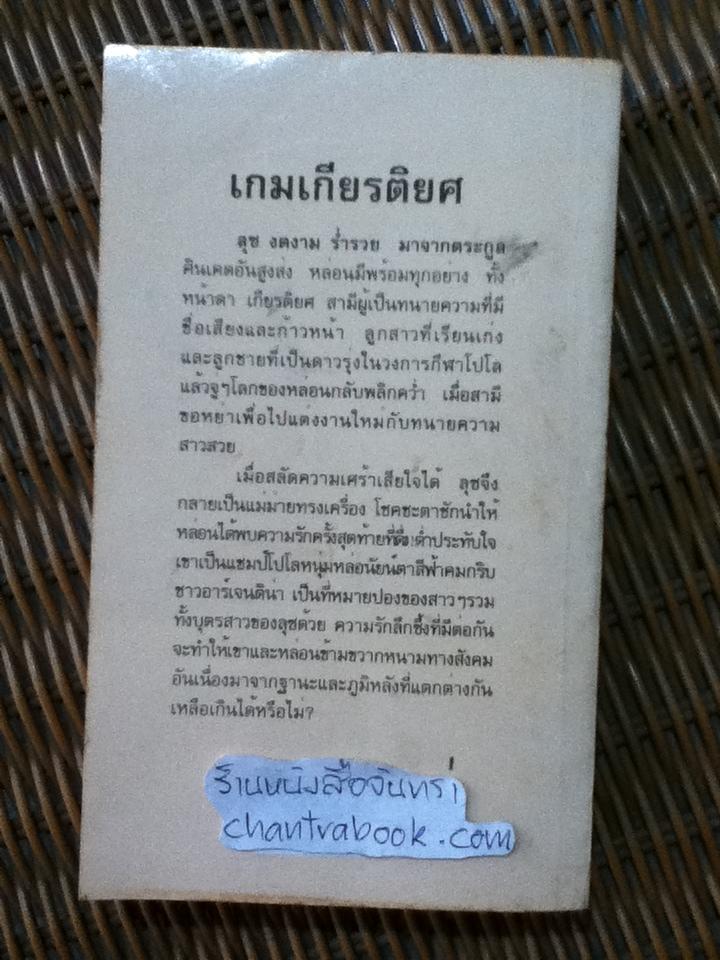 เกมเกียรติยศ
ลุซ งดงาม ร่ำรวย มาจากตระกูล
คินเคดอันสูงส่ง หล่อนมีพร้อมทุกอย่าง ทั้ง
หน้าตา เกียรติยศ สามีผู้เป็นทนายความที่มี
ชื่อเสียงและก้าวหน้า ลูกสาวที่เรียนเก่ง
และลูกชายที่เป็นดาวรุ่งในวงการกีฬาโปโล
แล้วจู่ๆโลกของหล่อนกลับพลิกคว่ำ เมื่อสามี
ขอหย่าเพื่อไปแต่งงานใหม่กับทนายความ
สาวสวย
เมื่อสลัดความเศร้าเสียใจได้ ลุซจึง
กลายเป็นแม่ม่ายทรงเครื่อง โชคชะตาชักนำให้
หล่อนได้พบความรักครั้งสุดท้ายที่ดื่มด่ำประทับใจ
เขาเป็นแชมป์โปโลหนุ่มหล่อนัยน์ตาสีฟ้าคมกริบ
ชาวอาร์เจนตินา เป็นที่หมายปองของสาวๆรวม
ทั้งบุตรสาวของลุซด้วย ความรักลึกซึ้งที่มีต่อกัน
จะทำให้เขาและหล่อนข้ามขวากหนามทางสังคม
อันเนื่องมาจากฐานะและภูมิหลังที่แตกต่างกัน
เหลือเกินได้หรือไม่?
ร้านหนังสือจันทรา
chantrabook.com